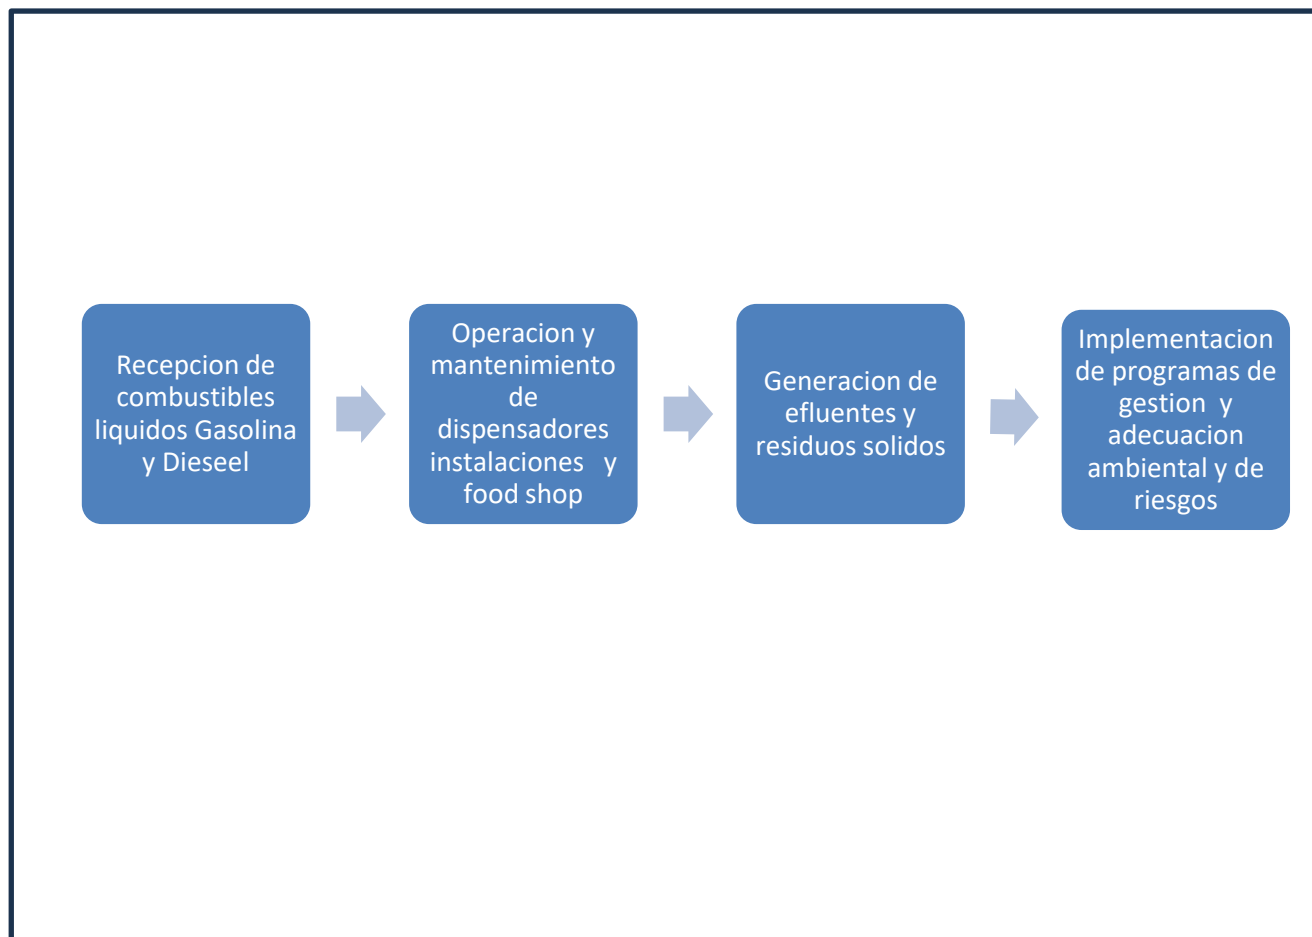 Recepcion de
combustibles
liquidos Gasolina
y Dieseel
Operacion y
mantenimiento
de
dispensadores
instalaciones y
food shop
Generacion de
efluentes y
residuos solidos
Implementacion
de programas de
gestion y
adecuacion
ambiental y de
riesgos